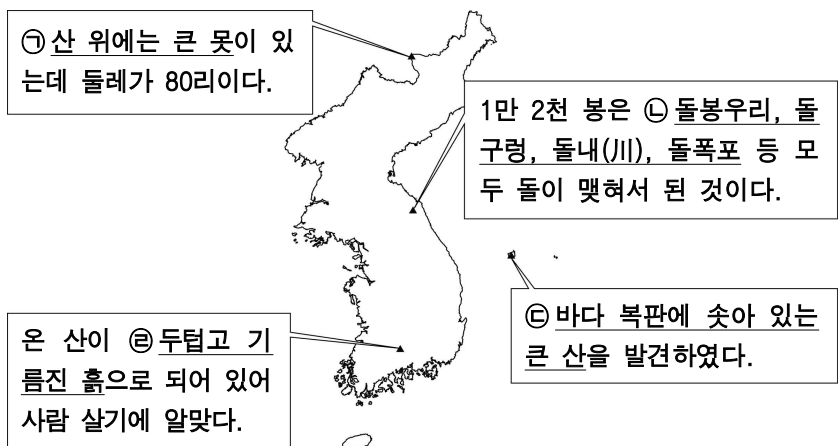 ㉠ 산 위에는 큰 못이 있
는데 둘레가 80리이다.
1만 2천 봉은 ㉡ 돌봉우리, 돌
구렁, 돌내(川), 돌폭포 등 모
두 돌이 맺혀서 된 것이다.
㉢ 바다 복판에 솟아 있는
큰 산을 발견하였다.
온 산이 ㉣ 두텁고 기
름진 흙으로 되어 있어
사람 살기에 알맞다.